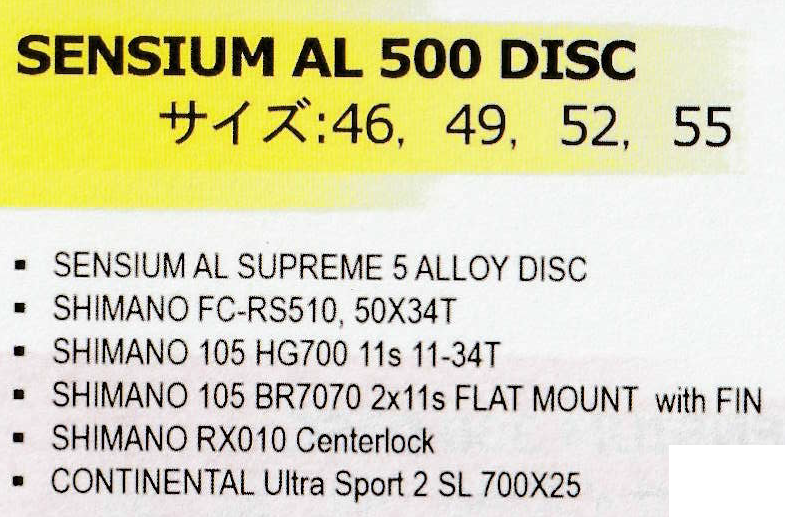 SENSIUM AL 500 DISC
サイズ:46, 49, 52, 55
▪ SENSIUM AL SUPREME 5 ALLOY DISC
▪ SHIMANO FC-RS510, 50X34T
▪ SHIMANO 105 HG700 11s 11-34T
▪ SHIMANO 105 BR7070 2x11s FLAT MOUNT with FIN
▪ SHIMANO RX010 Centerlock
▪ CONTINENTAL Ultra Sport 2 SL 700X25